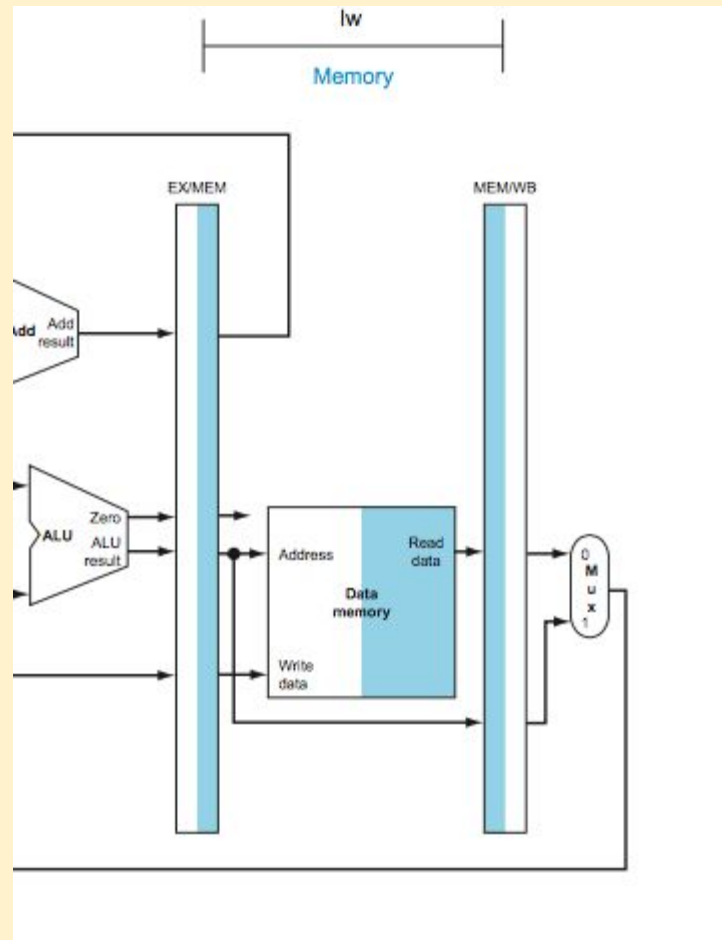 lw
Memory
EX/MEM
MEM/WB
Add
Add
result
Zero
ALU
ALU
result
Address
Read
data
Data
memory
Write
data
0
M
u
x
1